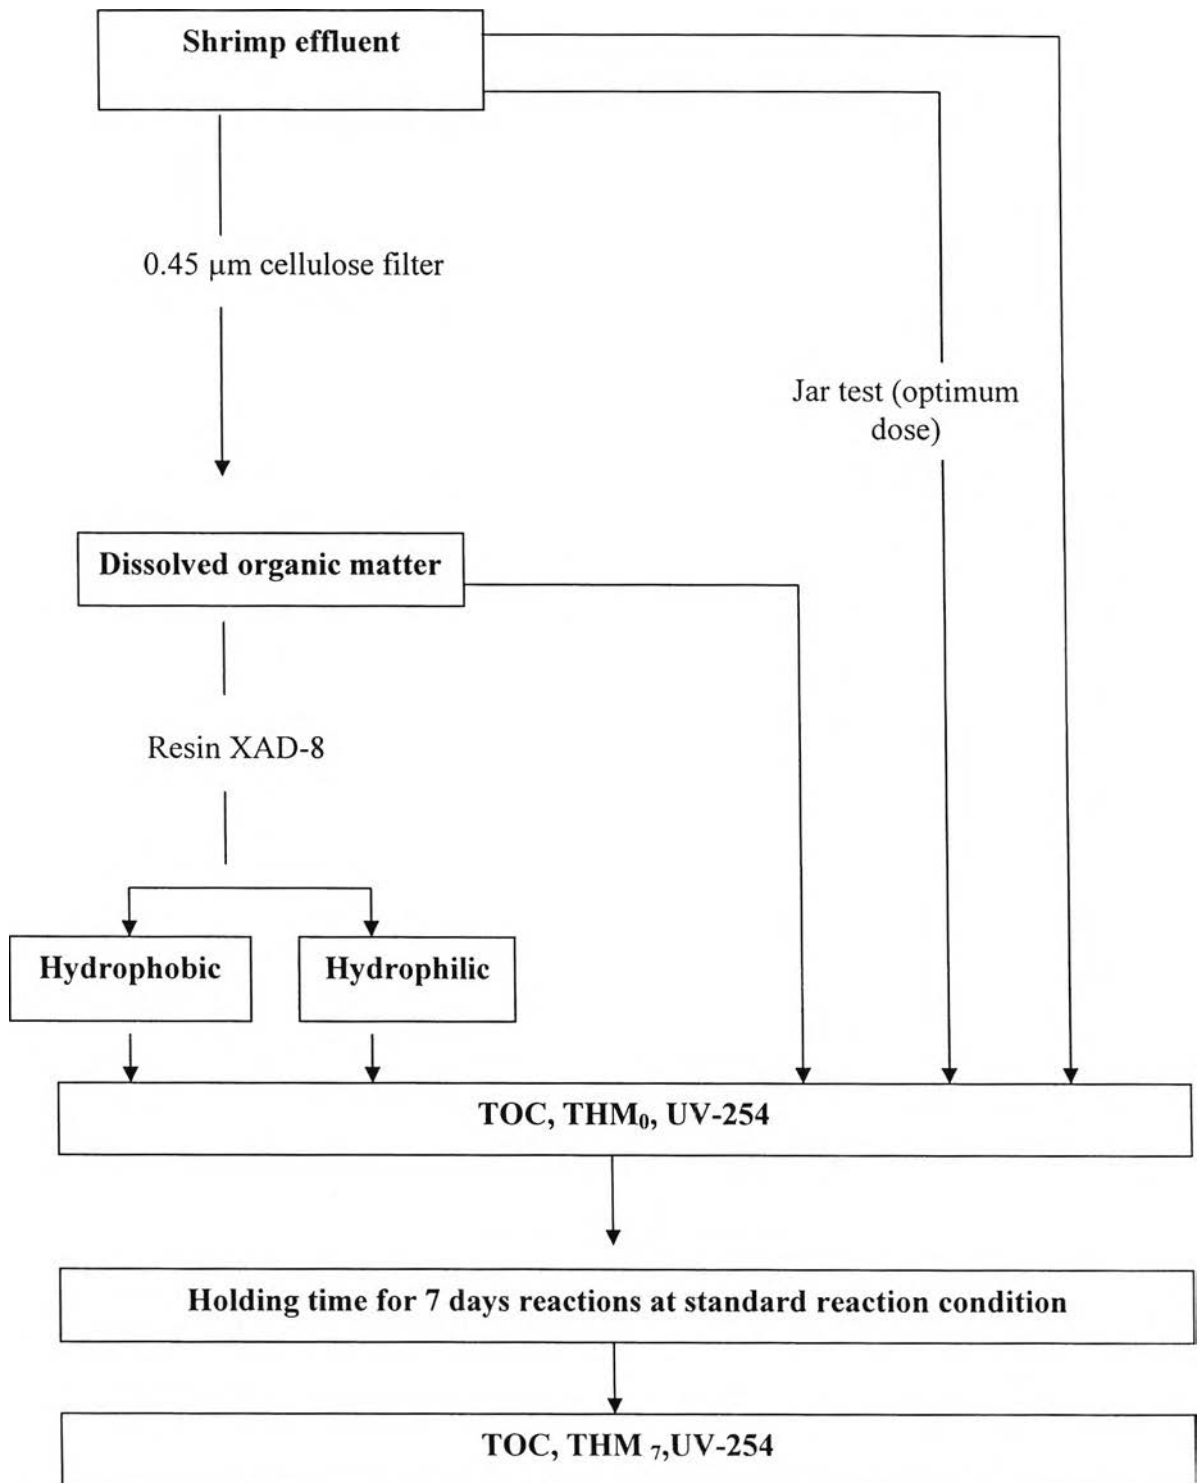 Shrimp effluent
0.45 µm cellulose filter
Jar test (optimum
dose)
Dissolved organic matter
Resin XAD-8
Hydrophobic
Hydrophilic
TOC, THM₀, UV-254
Holding time for 7 days reactions at standard reaction condition
TOC, THM ₇,UV-254